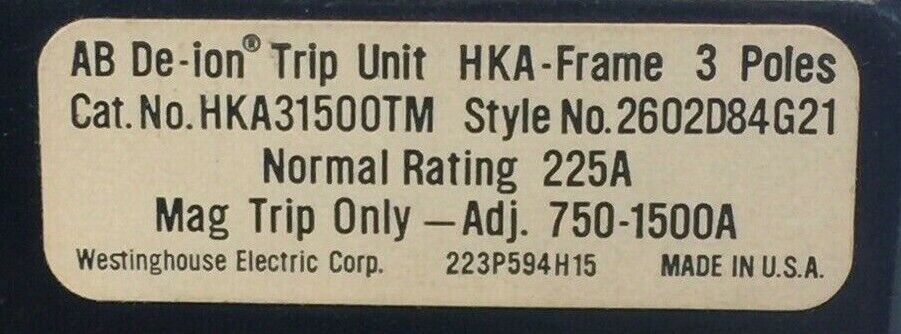 AB De-ion® Trip Unit HKA-Frame 3 Poles
Cat. No. HKA31500TM Style No. 2602D84G21
Normal Rating 225A
Mag Trip Only – Adj. 750-1500A
Westinghouse Electric Corp. 223P594H15 MADE IN U.S.A.